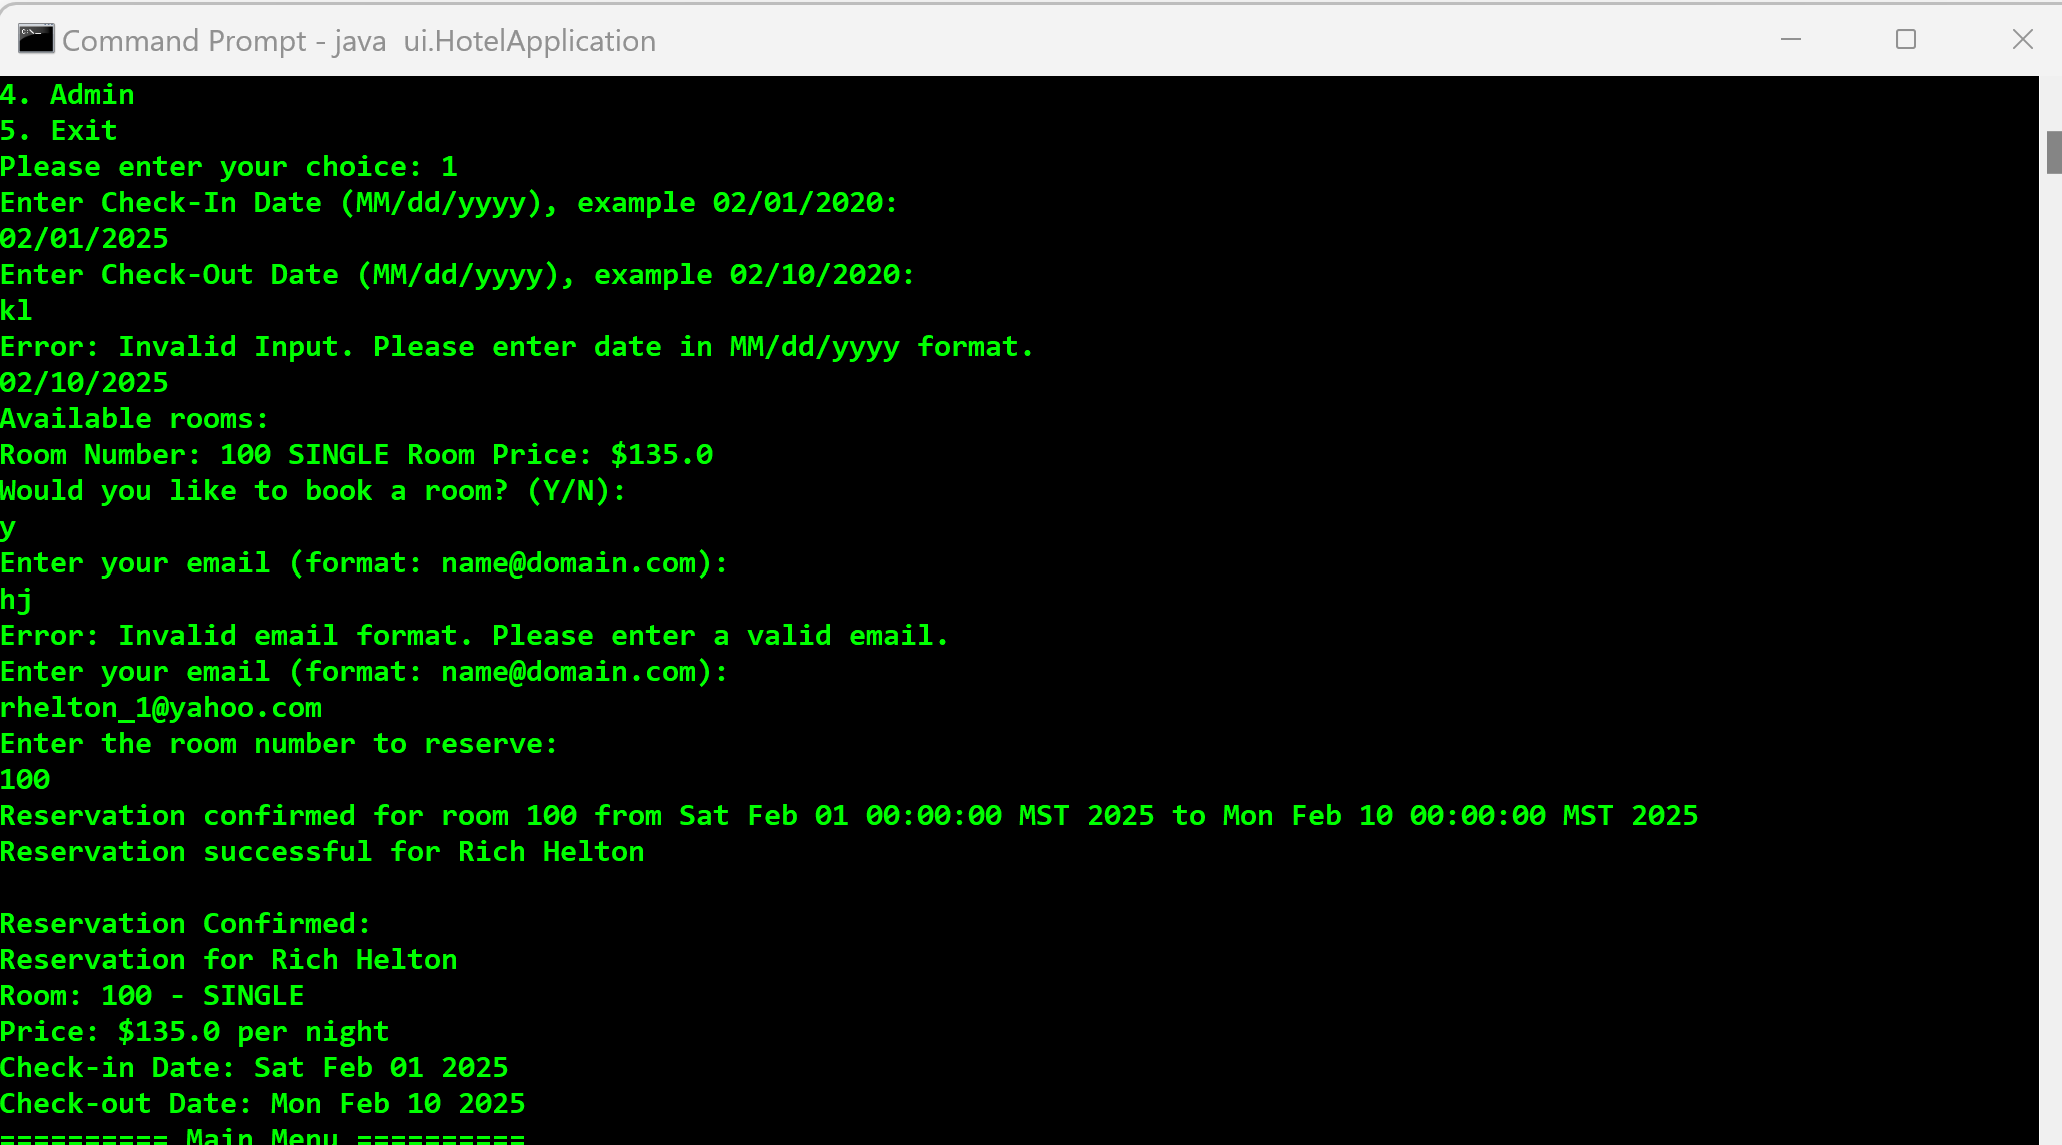 Command Prompt - java  ui.HotelApplication
4. Admin
5. Exit
Please enter your choice: 1
Enter Check-In Date (MM/dd/yyyy), example 02/01/2020:
02/01/2025
Enter Check-Out Date (MM/dd/yyyy), example 02/10/2020:
kl
Error: Invalid Input. Please enter date in MM/dd/yyyy format.
02/10/2025
Available rooms:
Room Number: 100 SINGLE Room Price: $135.0
Would you like to book a room? (Y/N):
y
Enter your email (format: name@domain.com):
hj
Error: Invalid email format. Please enter a valid email.
Enter your email (format: name@domain.com):
rhelton_1@yahoo.com
Enter the room number to reserve:
100
Reservation confirmed for room 100 from Sat Feb 01 00:00:00 MST 2025 to Mon Feb 10 00:00:00 MST 2025
Reservation successful for Rich Helton
Reservation Confirmed:
Reservation for Rich Helton
Room: 100 - SINGLE
Price: $135.0 per night
Check-in Date: Sat Feb 01 2025
Check-out Date: Mon Feb 10 2025
========== Main Menu ==========